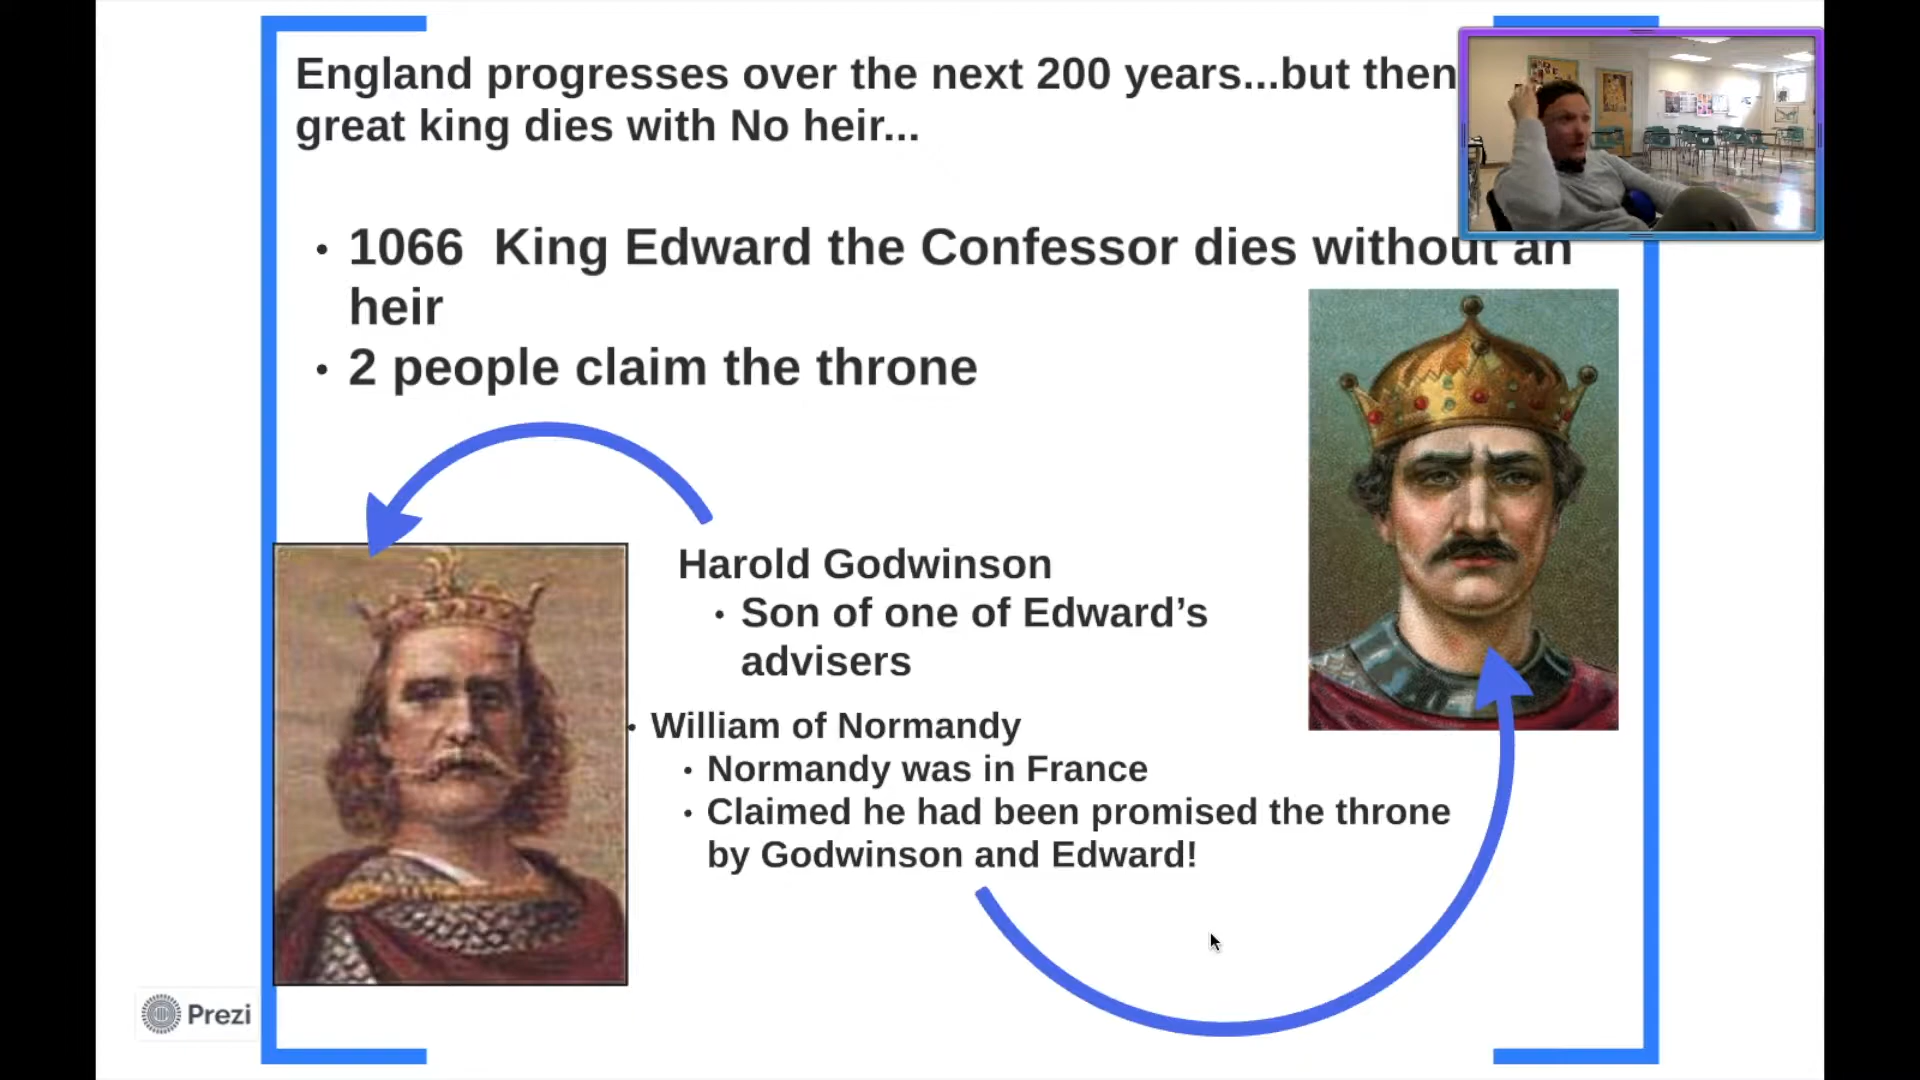 England progresses over the next 200 years...but then
great king dies with No heir...
• 1066 King Edward the Confessor dies without an
heir
• 2 people claim the throne
Harold Godwinson
• Son of one of Edward’s
advisers
• William of Normandy
• Normandy was in France
• Claimed he had been promised the throne
by Godwinson and Edward!
Prezi